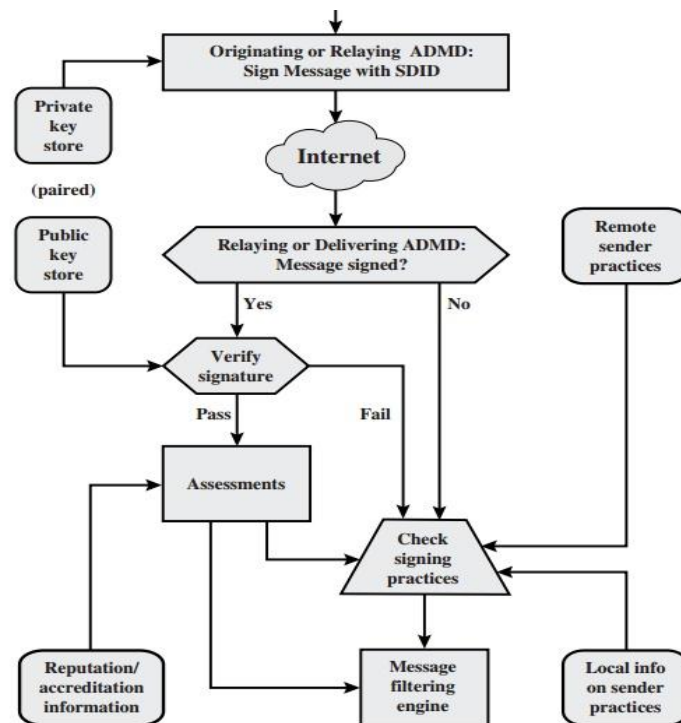 Originating or Relaying ADMD:
Sign Message with SDID
Private
key
store
Internet
(paired)
Public
key
store
Relaying or Delivering ADMD:
Message signed?
Remote
sender
practices
Yes
No
Verify
signature
Pass
Fail
Assessments
Check
signing
practices
Reputation/
accreditation
information
Message
filtering
engine
Local info
on sender
practices